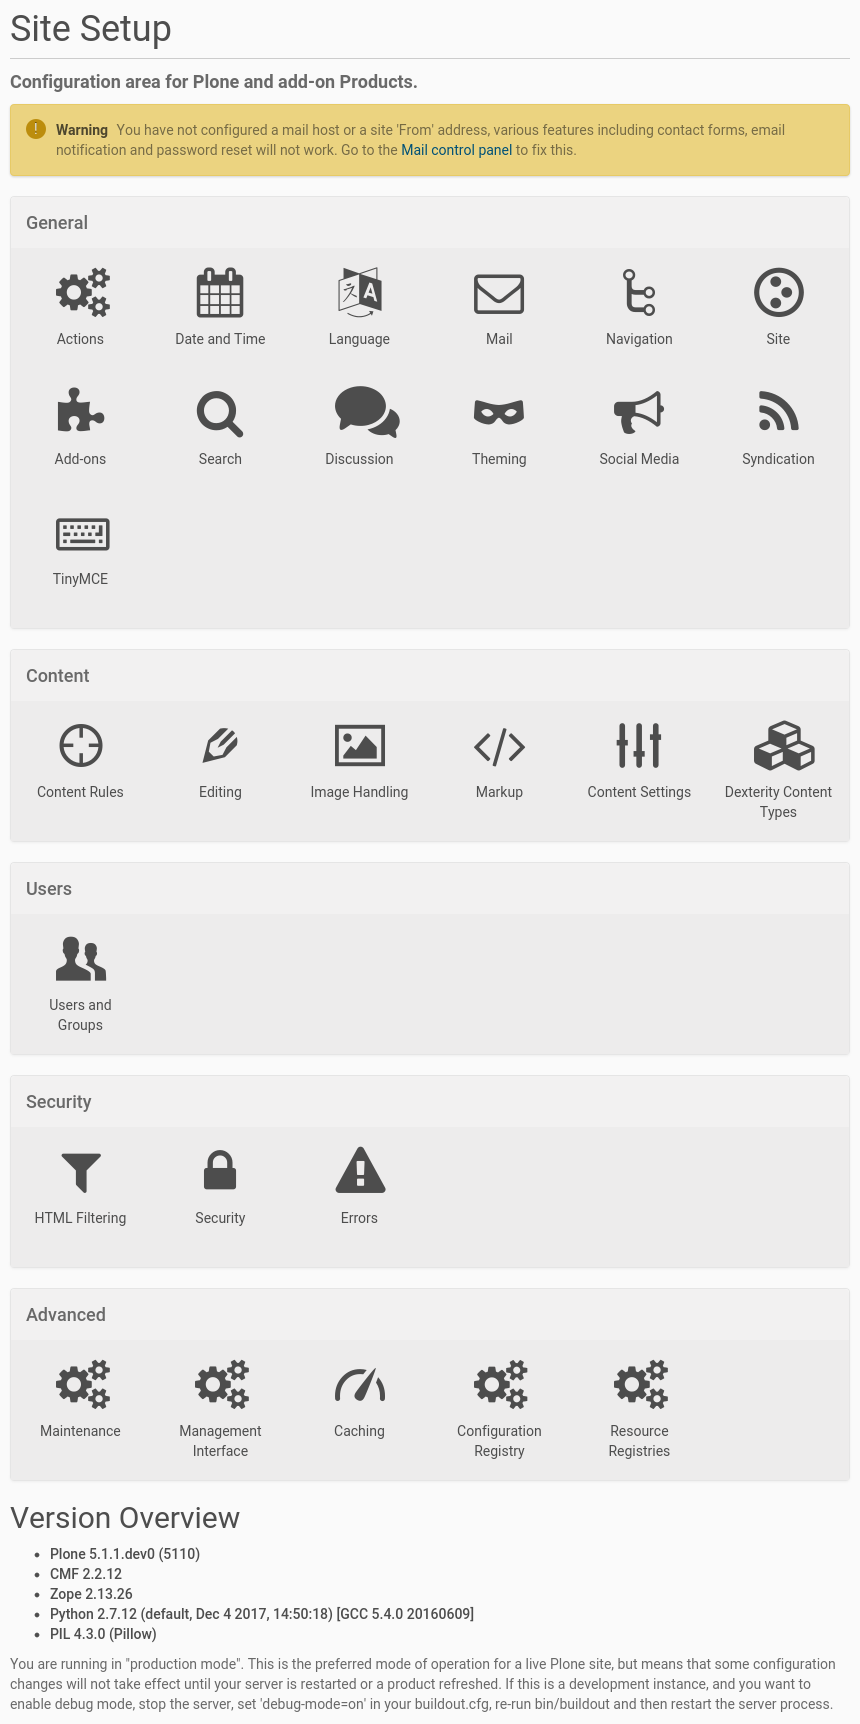 Site Setup
Configuration area for Plone and add-on Products.
Warning You have not configured a mail host or a site 'From' address, various features including contact forms, email
notification and password reset will not work. Go to the Mail control panel to fix this.
General
Actions Date and Time Language Mail Navigation Site
Add-ons Search Discussion Theming Social Media Syndication
TinyMCE
Content
Content Rules Editing Image Handling Markup Content Settings Dexterity Content
Types
Users
Users and
Groups
Security
HTML Filtering Security Errors
Advanced
Maintenance Management Caching Configuration Resource
Interface Registry Registries
Version Overview
• Plone 5.1.1.dev0 (5110)
• CMF 2.2.12
• Zope 2.13.26
• Python 2.7.12 (default, Dec 4 2017, 14:50:18) [GCC 5.4.0 20160609]
• PIL 4.3.0 (Pillow)
You are running in "production mode". This is the preferred mode of operation for a live Plone site, but means that some configuration
changes will not take effect until your server is restarted or a product refreshed. If this is a development instance, and you want to
enable debug mode, stop the server, set 'debug-mode=on' in your buildout.cfg, re-run bin/buildout and then restart the server process.